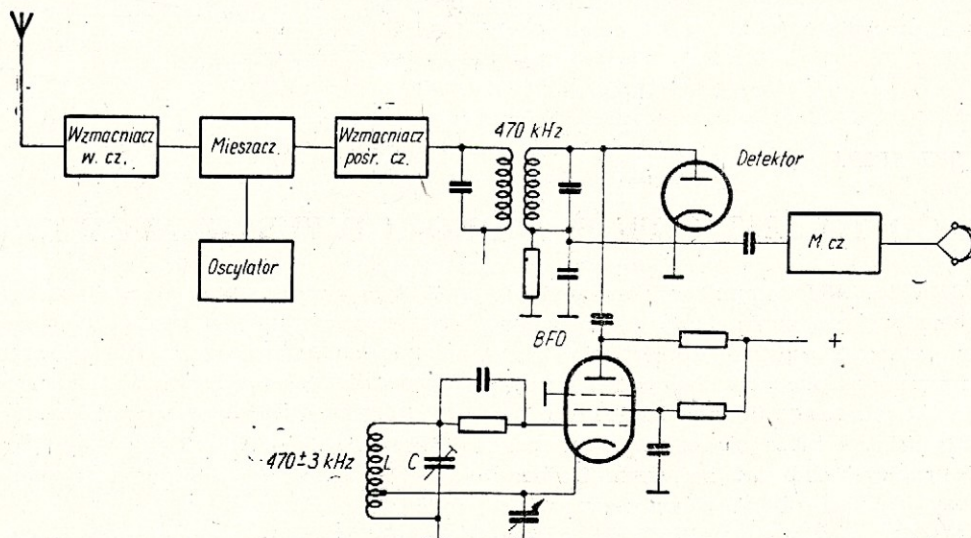 Wzmacniacz
w. cz.
Mieszacz
Wzmacniacz
pośr. cz.
470 kHz
Detektor
Oscylator
M. cz
BFO
+
470±3 kHz
L
C